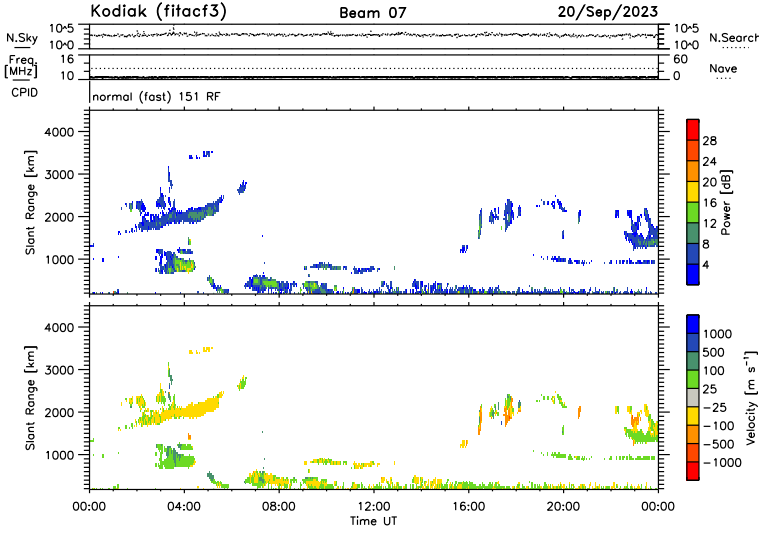 Kodiak (fitacf3) Beam 07 20/Sep/2023
N.Sky 10^5 10^0 10^5 10^0 N.Search
Freq. [MHz] 16 10 60 0 Nave
CPID normal (fast) 151 RF
Slant Range [km] 4000 3000 2000 1000
28 24 20 16 12 8 4 Power [dB]
Slant Range [km] 4000 3000 2000 1000
1000 500 100 25 −25 −100 −500 −1000 Velocity [m s⁻¹]
00:00 04:00 08:00 12:00 16:00 20:00 00:00
Time UT